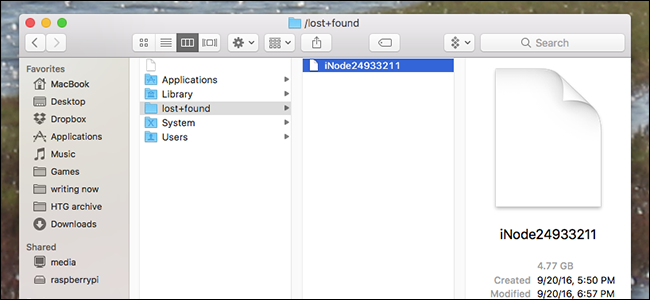 /lost+found
Search
Favorites
MacBook
Desktop
Dropbox
Applications
Music
Games
writing now
HTG archive
Downloads
Shared
media
raspberrypi
Applications
Library
lost+found
System
Users
iNode24933211
iNode24933211
4.77 GB
Created 9/20/16, 5:50 PM
Modified 9/20/16, 6:57 PM